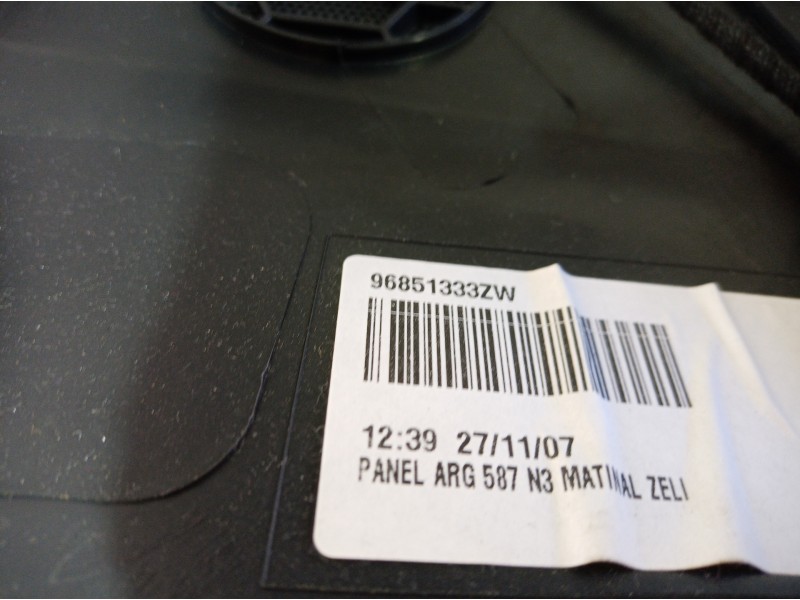 96851333ZW
12:39 27/11/07
PANEL ARG 587 N3 MATINAL ZELI